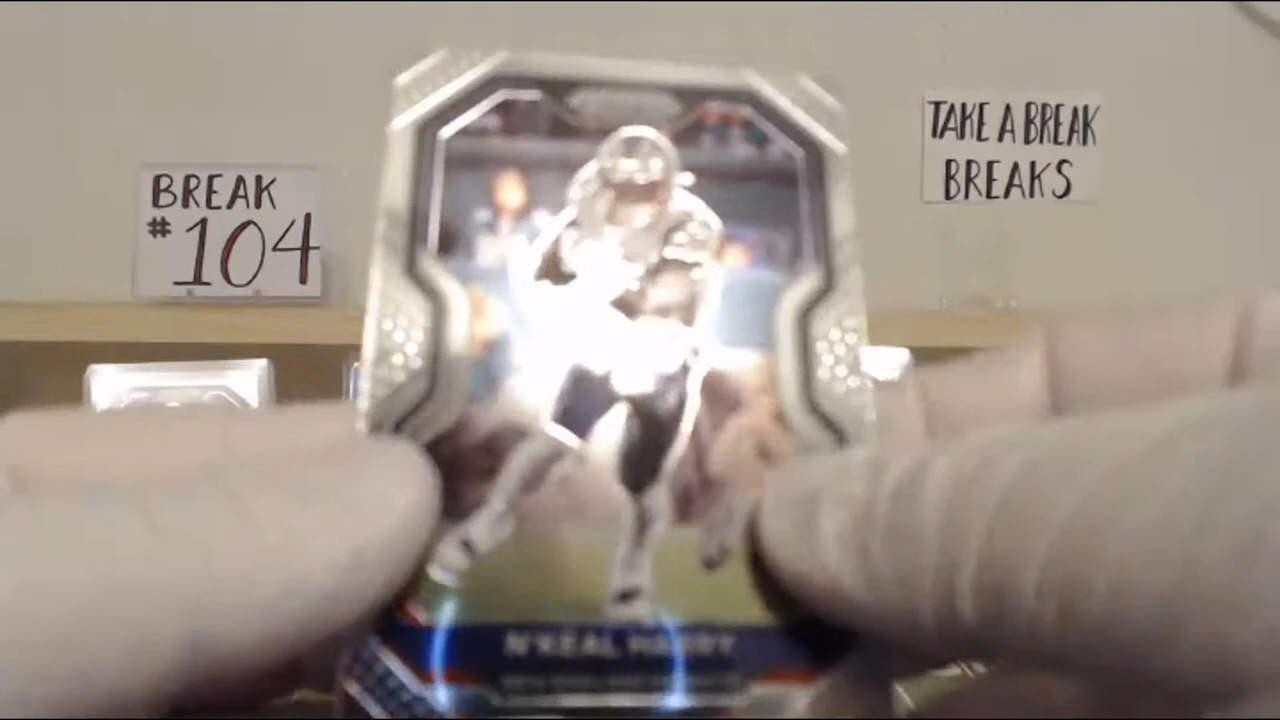 BREAK
#104
TAKE A BREAK
BREAKS
N'KEAL HARRY